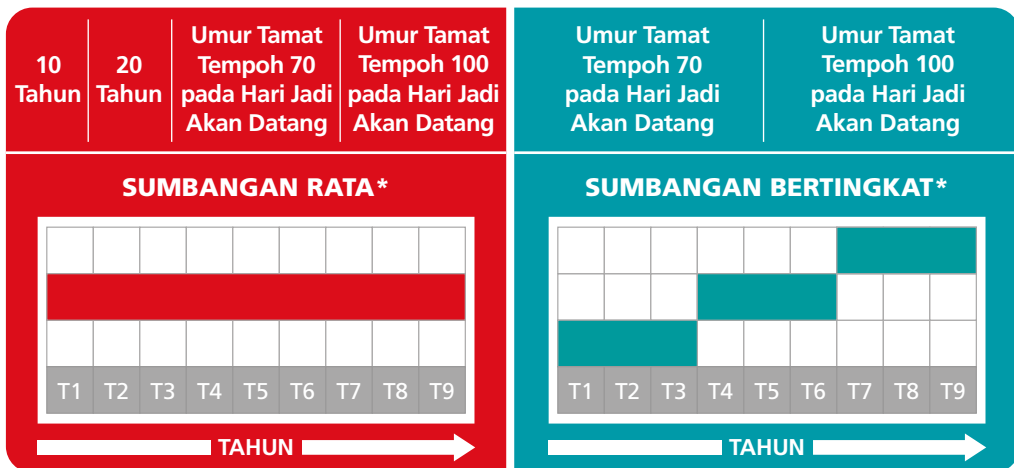 10
Tahun
20
Tahun
Umur Tamat
Tempoh 70
pada Hari Jadi
Akan Datang
Umur Tamat
Tempoh 100
pada Hari Jadi
Akan Datang
SUMBANGAN RATA*
T1 T2 T3 T4 T5 T6 T7 T8 T9
TAHUN
Umur Tamat
Tempoh 70
pada Hari Jadi
Akan Datang
Umur Tamat
Tempoh 100
pada Hari Jadi
Akan Datang
SUMBANGAN BERTINGKAT*
T1 T2 T3 T4 T5 T6 T7 T8 T9
TAHUN